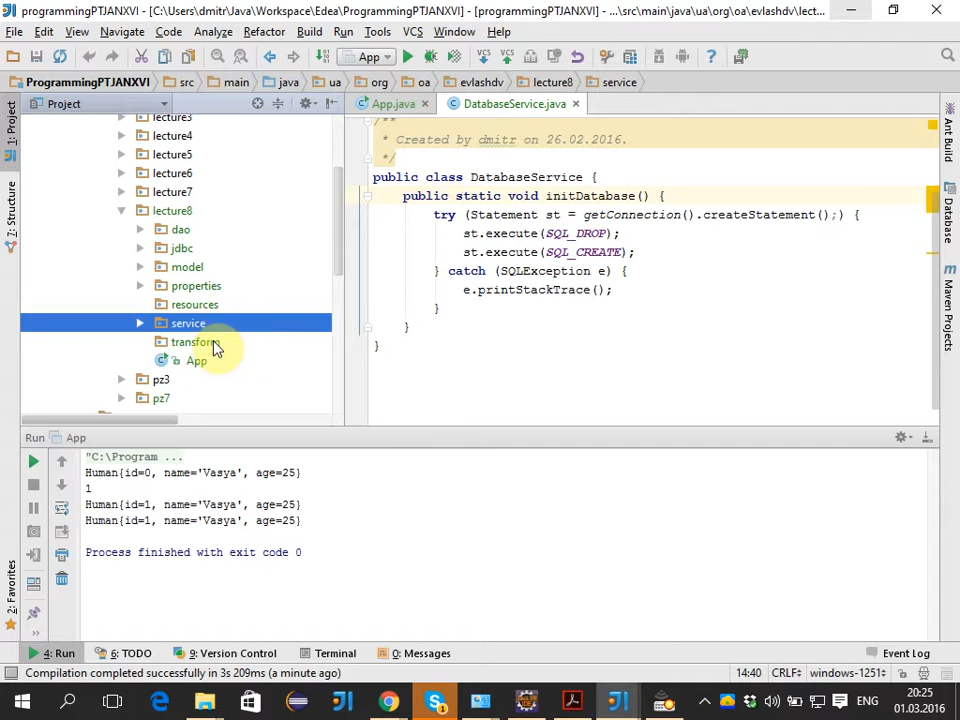 programmingPTJANXVI - [C:\Users\dmitr\Java\Workspace\Edea\ProgrammingPTJANXVI] - [programmingPTJANXVI] - ...\src\main\java\ua\org\oa\evlashdv\lect...
File Edit View Navigate Code Analyze Refactor Build Run Tools VCS Window Help
App
VCS VCS
ProgrammingPTJANXVI src main java ua org oa evlashdv lecture8 service
1: Project
Project
App.java
DatabaseService.java
lecture3
lecture4
lecture5
lecture6
lecture7
lecture8
dao
jdbc
model
properties
resources
service
transform
App
pz3
pz7
/**
* Created by dmitr on 26.02.2016.
*/
public class DatabaseService {
public static void initDatabase() {
try (Statement st = getConnection().createStatement();) {
st.execute(SQL_DROP);
st.execute(SQL_CREATE);
} catch (SQLException e) {
e.printStackTrace();
}
}
}
Ant Build
Database
Maven Projects
7: Structure
2: Favorites
Run App
"C:\Program ...
Human{id=0, name='Vasya', age=25}
1
Human{id=1, name='Vasya', age=25}
Human{id=1, name='Vasya', age=25}
Process finished with exit code 0
4: Run 6: TODO 9: Version Control Terminal 0: Messages Event Log
Compilation completed successfully in 3s 209ms (a minute ago) 14:40 CRLF÷ windows-1251÷
ENG
20:25
01.03.2016